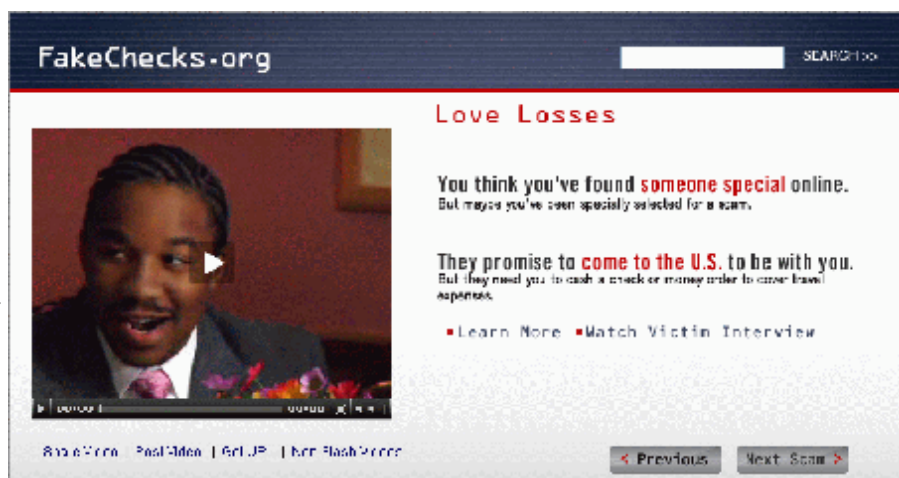 FakeChecks.org
SEARCH >>
Love Losses
You think you've found someone special online.
But maybe you've been specially selected for a scam.
They promise to come to the U.S. to be with you.
But they need you to cash a check or money order to cover travel
expenses.
Learn More Watch Victim Interview
Post Video |
< Previous Next Scam >